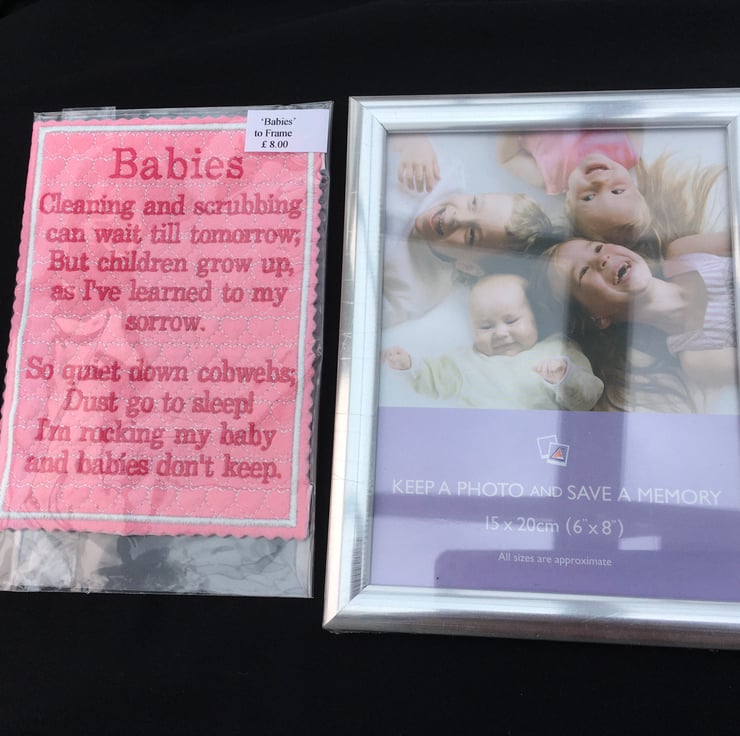 'Babies'
to Frame
£ 8.00
Babies
Cleaning and scrubbing
can wait till tomorrow;
But children grow up,
as I've learned to my
sorrow.
So quiet down cobwebs;
Dust go to sleep!
I'm rocking my baby
and babies don't keep.
KEEP A PHOTO AND SAVE A MEMORY
15 x 20cm (6"x 8")
All sizes are approximate